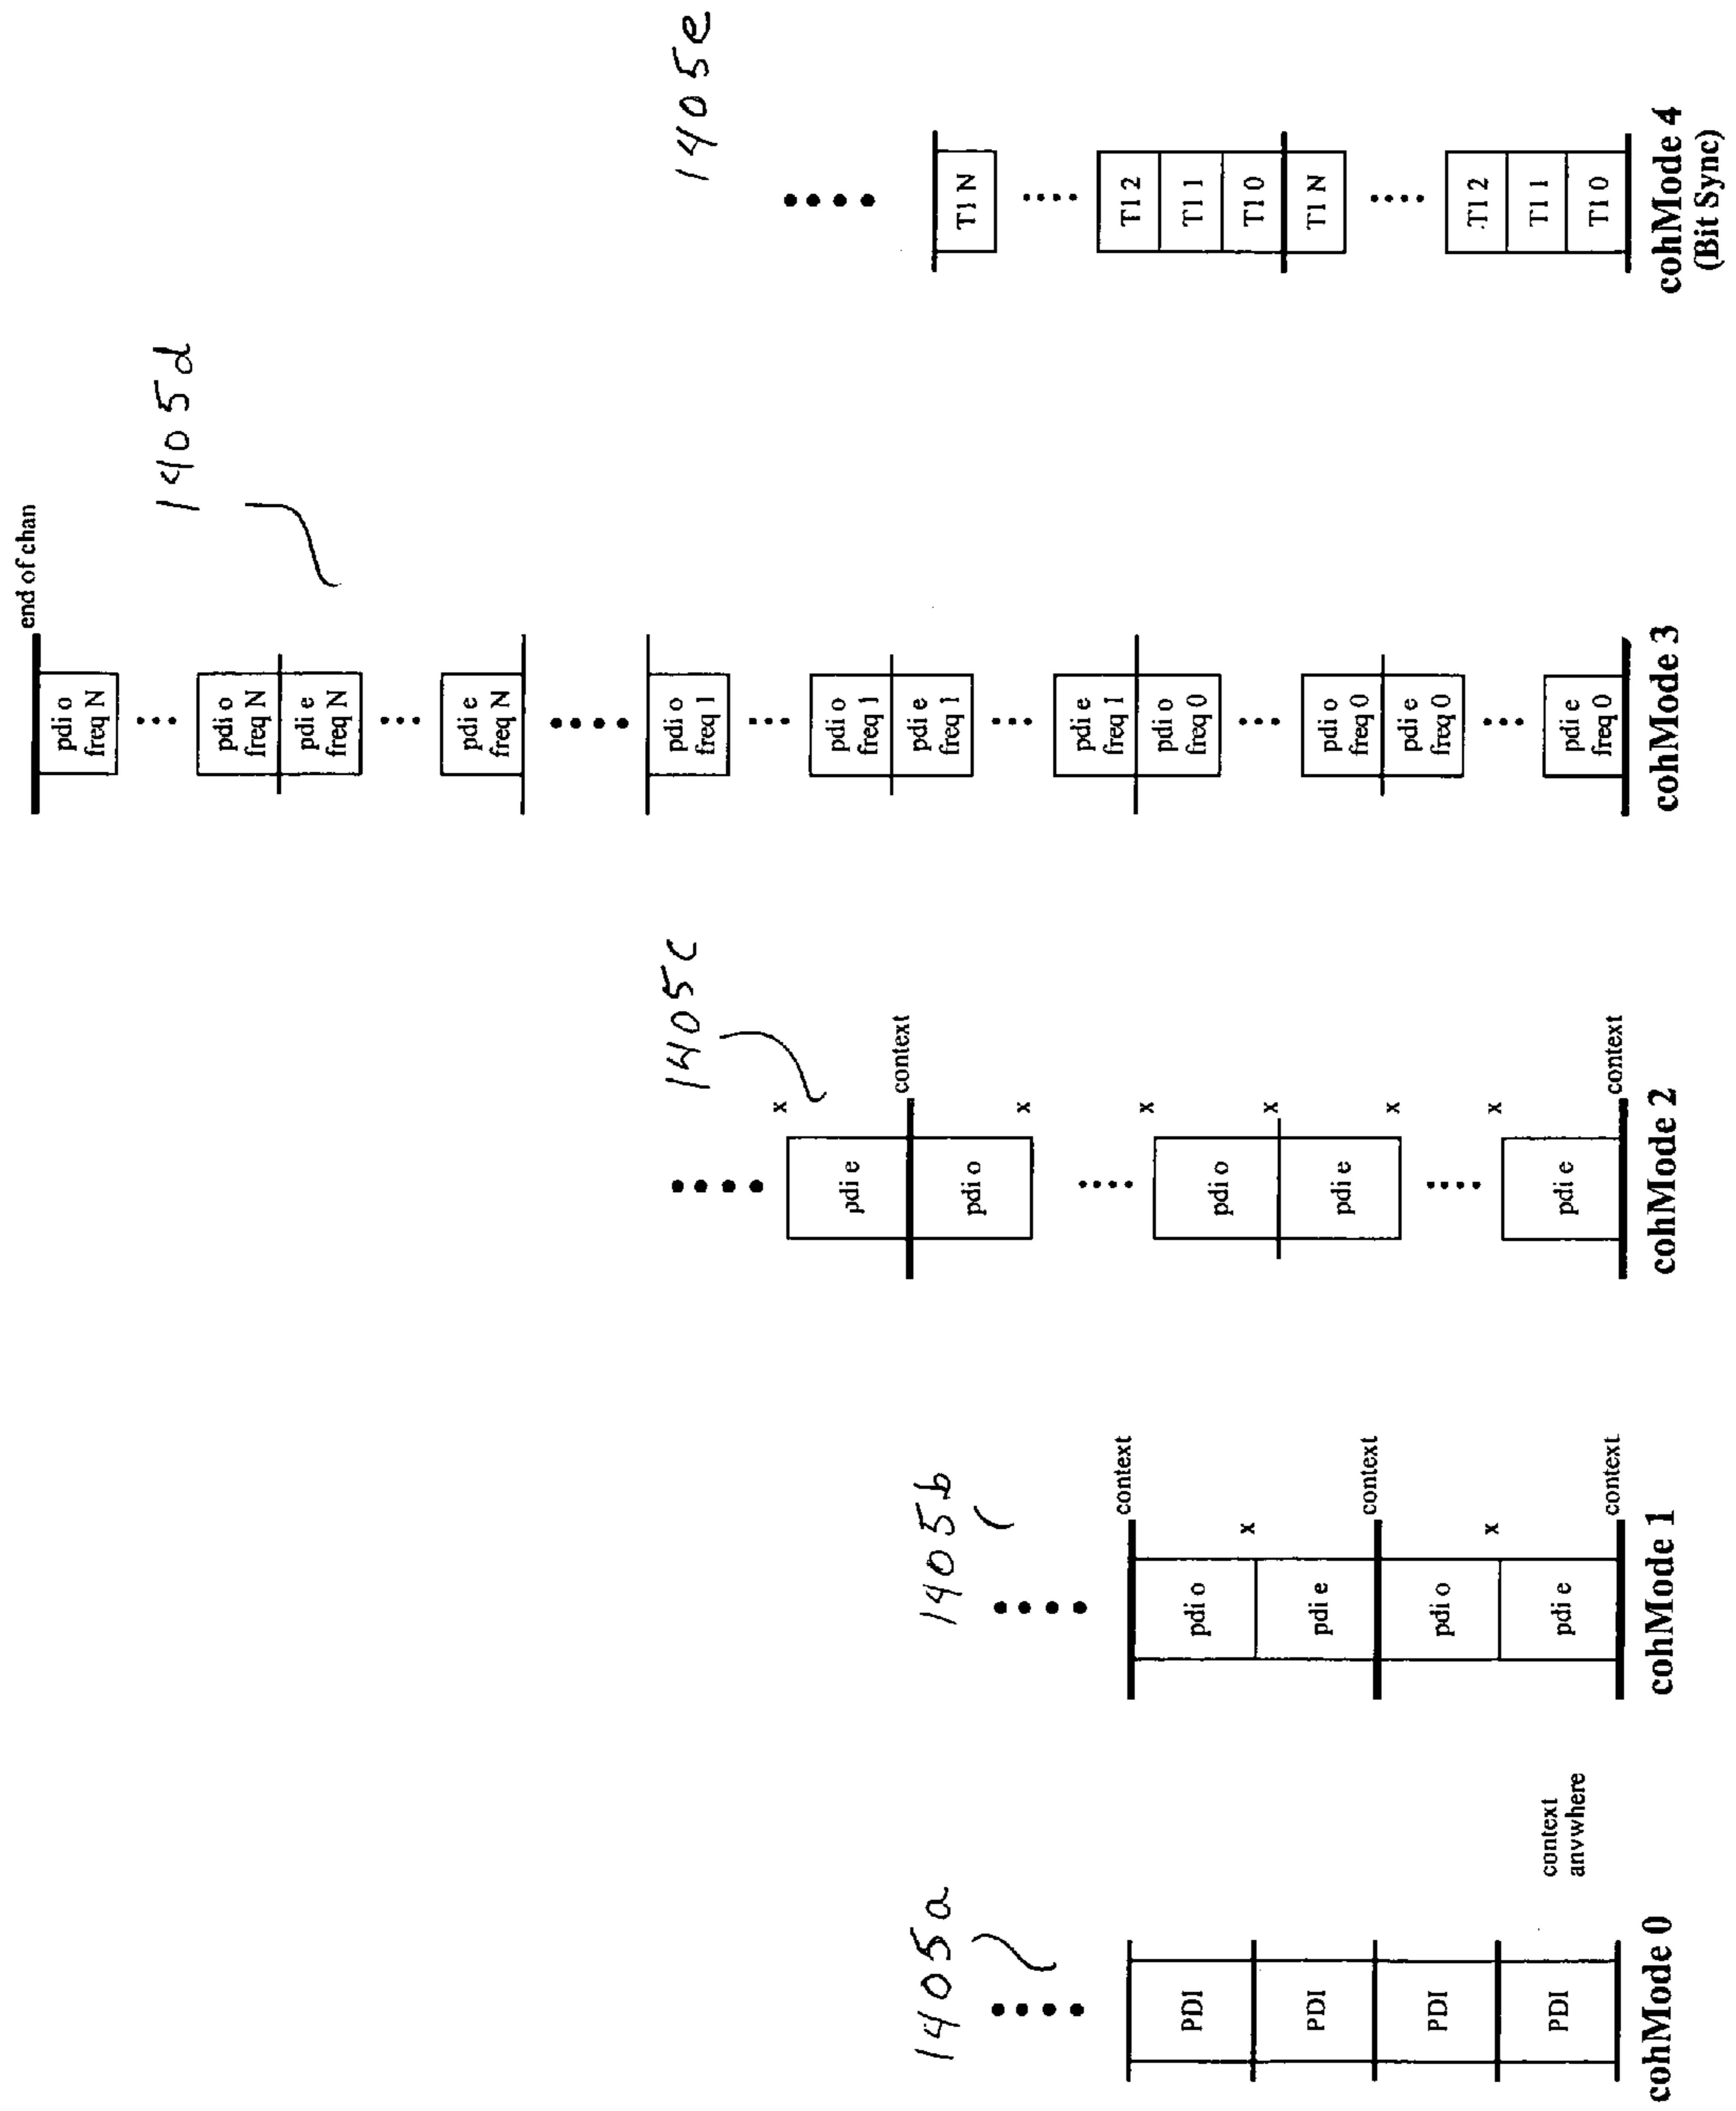 1405a
PDI
PDI
PDI
PDI
context
anywhere
cohMode 0
1405b
context
pdi o
x
pdi e
context
pdi o
x
pdi e
context
cohMode 1
1405c
x
pdi e
context
pdi o
x
x
pdi o
x
pdi e
x
x
pdi e
context
cohMode 2
end of chan
1405d
pdi o
freq N
pdi o
freq N
pdi e
freq N
pdi e
freq N
pdi o
freq 1
pdi o
freq 1
pdi e
freq 1
pdi e
freq 1
pdi o
freq 0
pdi o
freq 0
pdi e
freq 0
pdi e
freq 0
cohMode 3
1405e
T1 N
T1 2
T1 1
T1 0
T1 N
T1 2
T1 1
T1 0
cohMode 4
(Bit Sync)